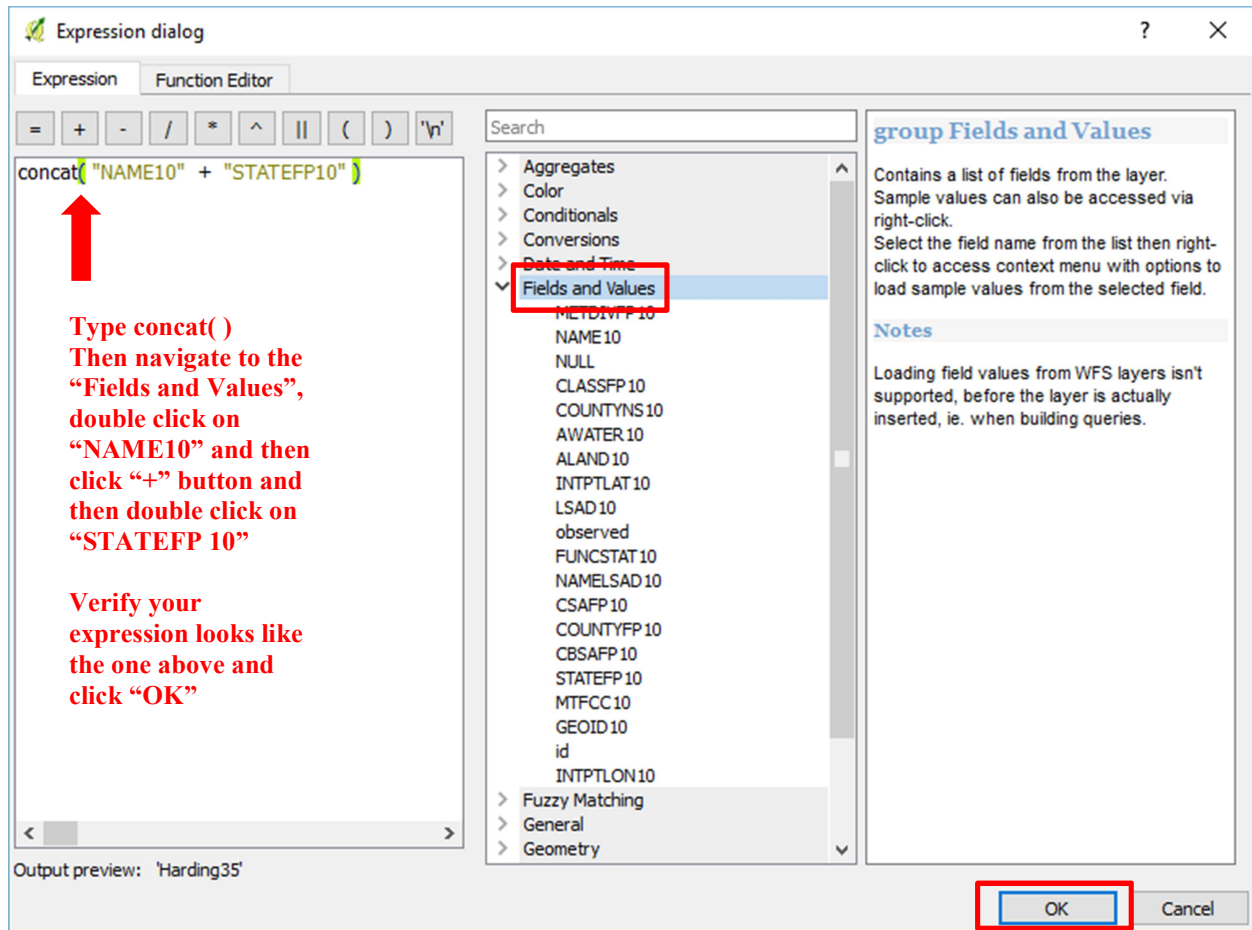 Expression dialog
?
Expression
Function Editor
= + - / * ^ || ( ) '\n'
concat( "NAME10" + "STATEFP10" )
Type concat( )
Then navigate to the
“Fields and Values”,
double click on
“NAME10” and then
click “+” button and
then double click on
“STATEFP 10”
Verify your
expression looks like
the one above and
click “OK”
Output preview: 'Harding35'
Search
Aggregates
Color
Conditionals
Conversions
Date and Time
Fields and Values
METDIVFP10
NAME10
NULL
CLASSFP10
COUNTYNS10
AWATER10
ALAND10
INTPTLAT10
LSAD10
observed
FUNCSTAT10
NAMELSAD10
CSAFP10
COUNTYFP10
CBSAFP10
STATEFP10
MTFCC10
GEOID10
id
INTPTLON10
Fuzzy Matching
General
Geometry
group Fields and Values
Contains a list of fields from the layer.
Sample values can also be accessed via
right-click.
Select the field name from the list then right-
click to access context menu with options to
load sample values from the selected field.
Notes
Loading field values from WFS layers isn't
supported, before the layer is actually
inserted, ie. when building queries.
OK
Cancel